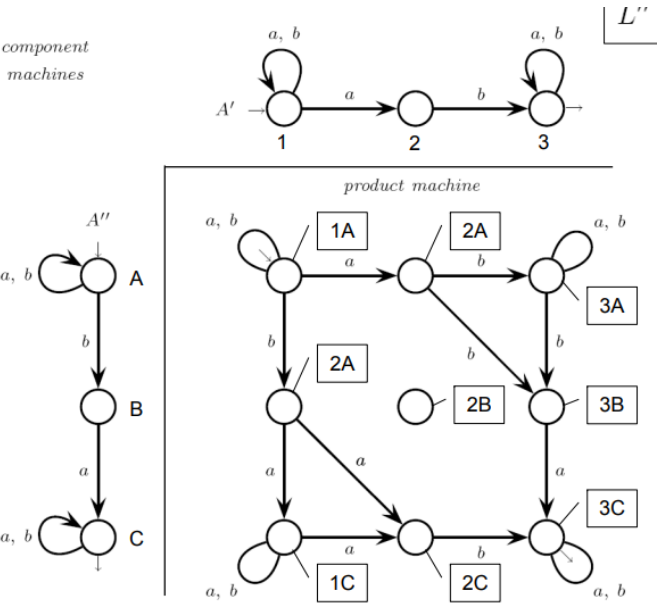 L''
component
machines
a, b
a, b
A'
a
b
1
2
3
product machine
A''
a, b
A
b
B
a
a, b
C
a, b
1A
2A
a, b
a
b
3A
b
b
b
2A
2B
3B
a
a
a
3C
a
b
a, b
1C
2C
a, b